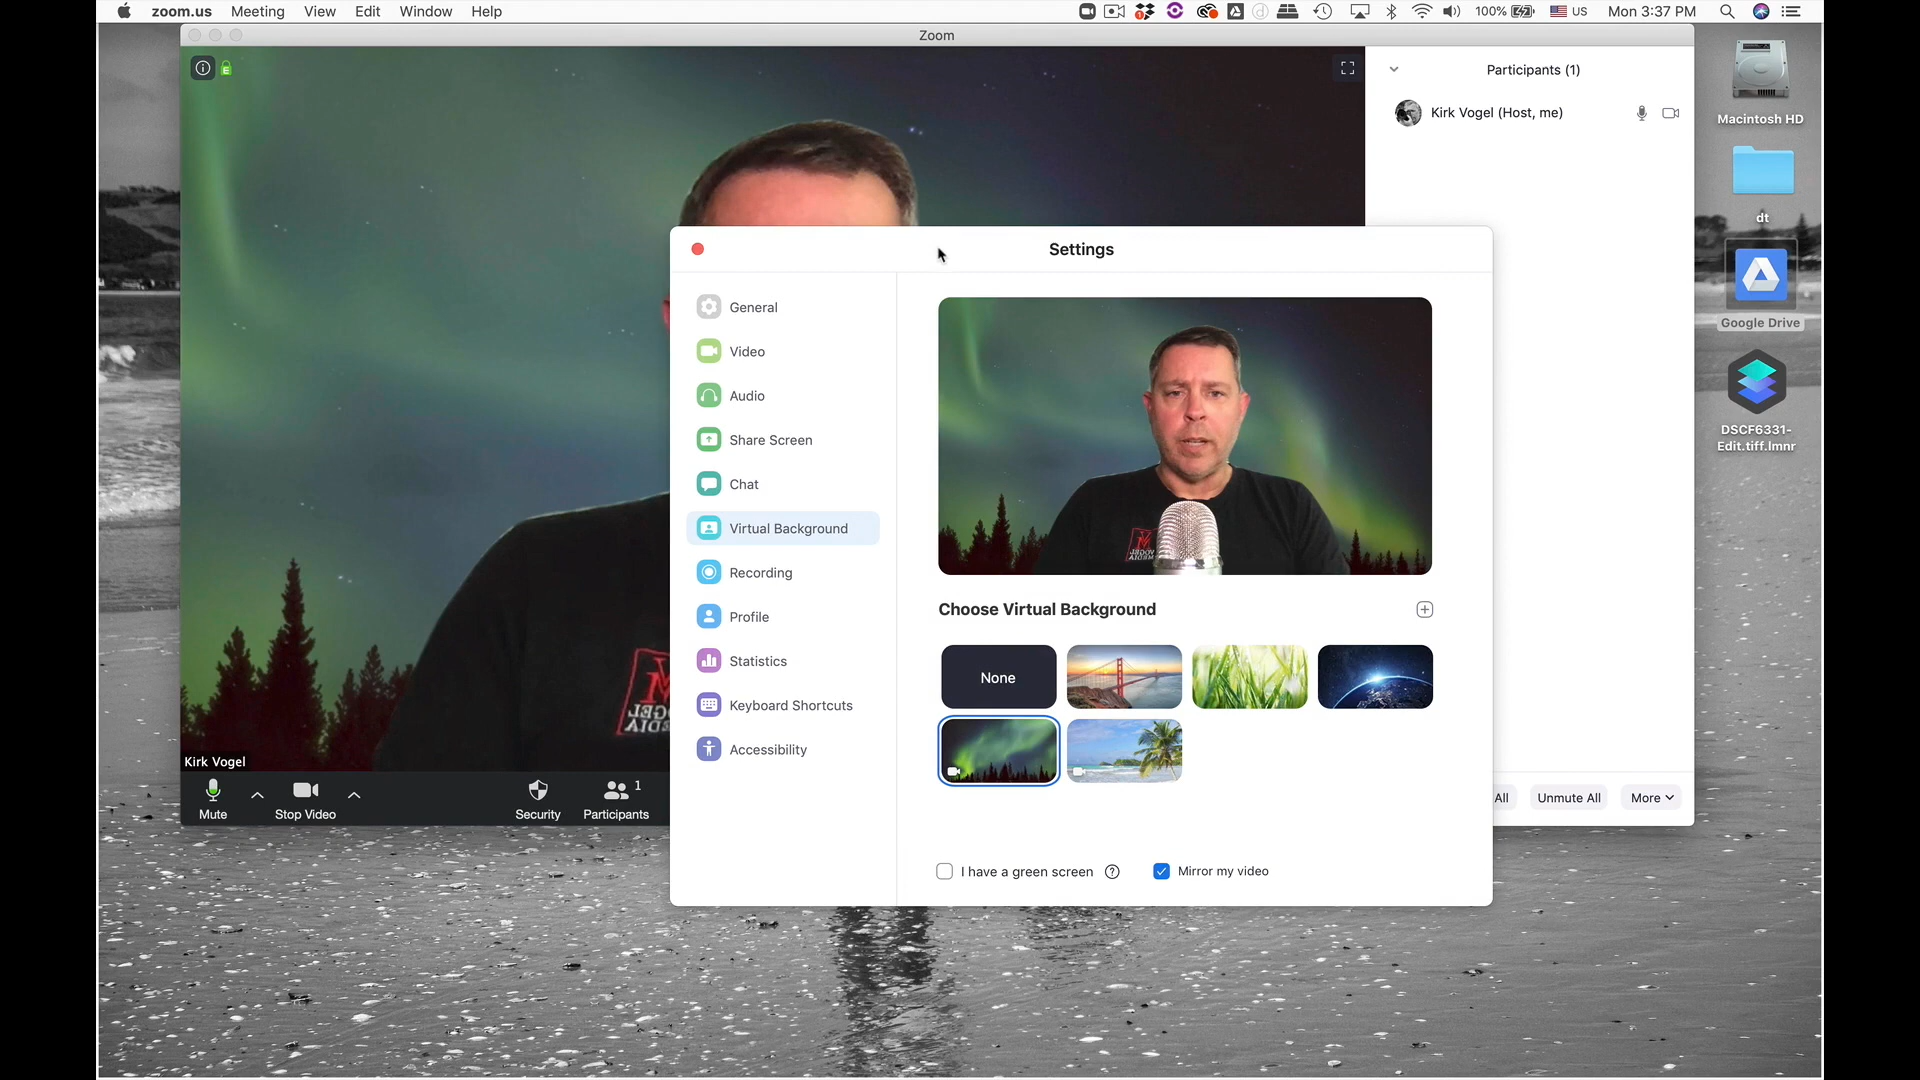 zoom.us Meeting View Edit Window Help 100% US Mon 3:37 PM
Zoom
Participants (1)
Kirk Vogel (Host, me)
Macintosh HD
dt
Google Drive
DSCF6331-
Edit.tiff.lmnr
Settings
General
Video
Audio
Share Screen
Chat
Virtual Background
Recording
Profile
Statistics
Keyboard Shortcuts
Accessibility
Choose Virtual Background
None
I have a green screen
Mirror my video
VOGEL
MEDIA
Kirk Vogel
Mute
Stop Video
Security
1
Participants
All
Unmute All
More